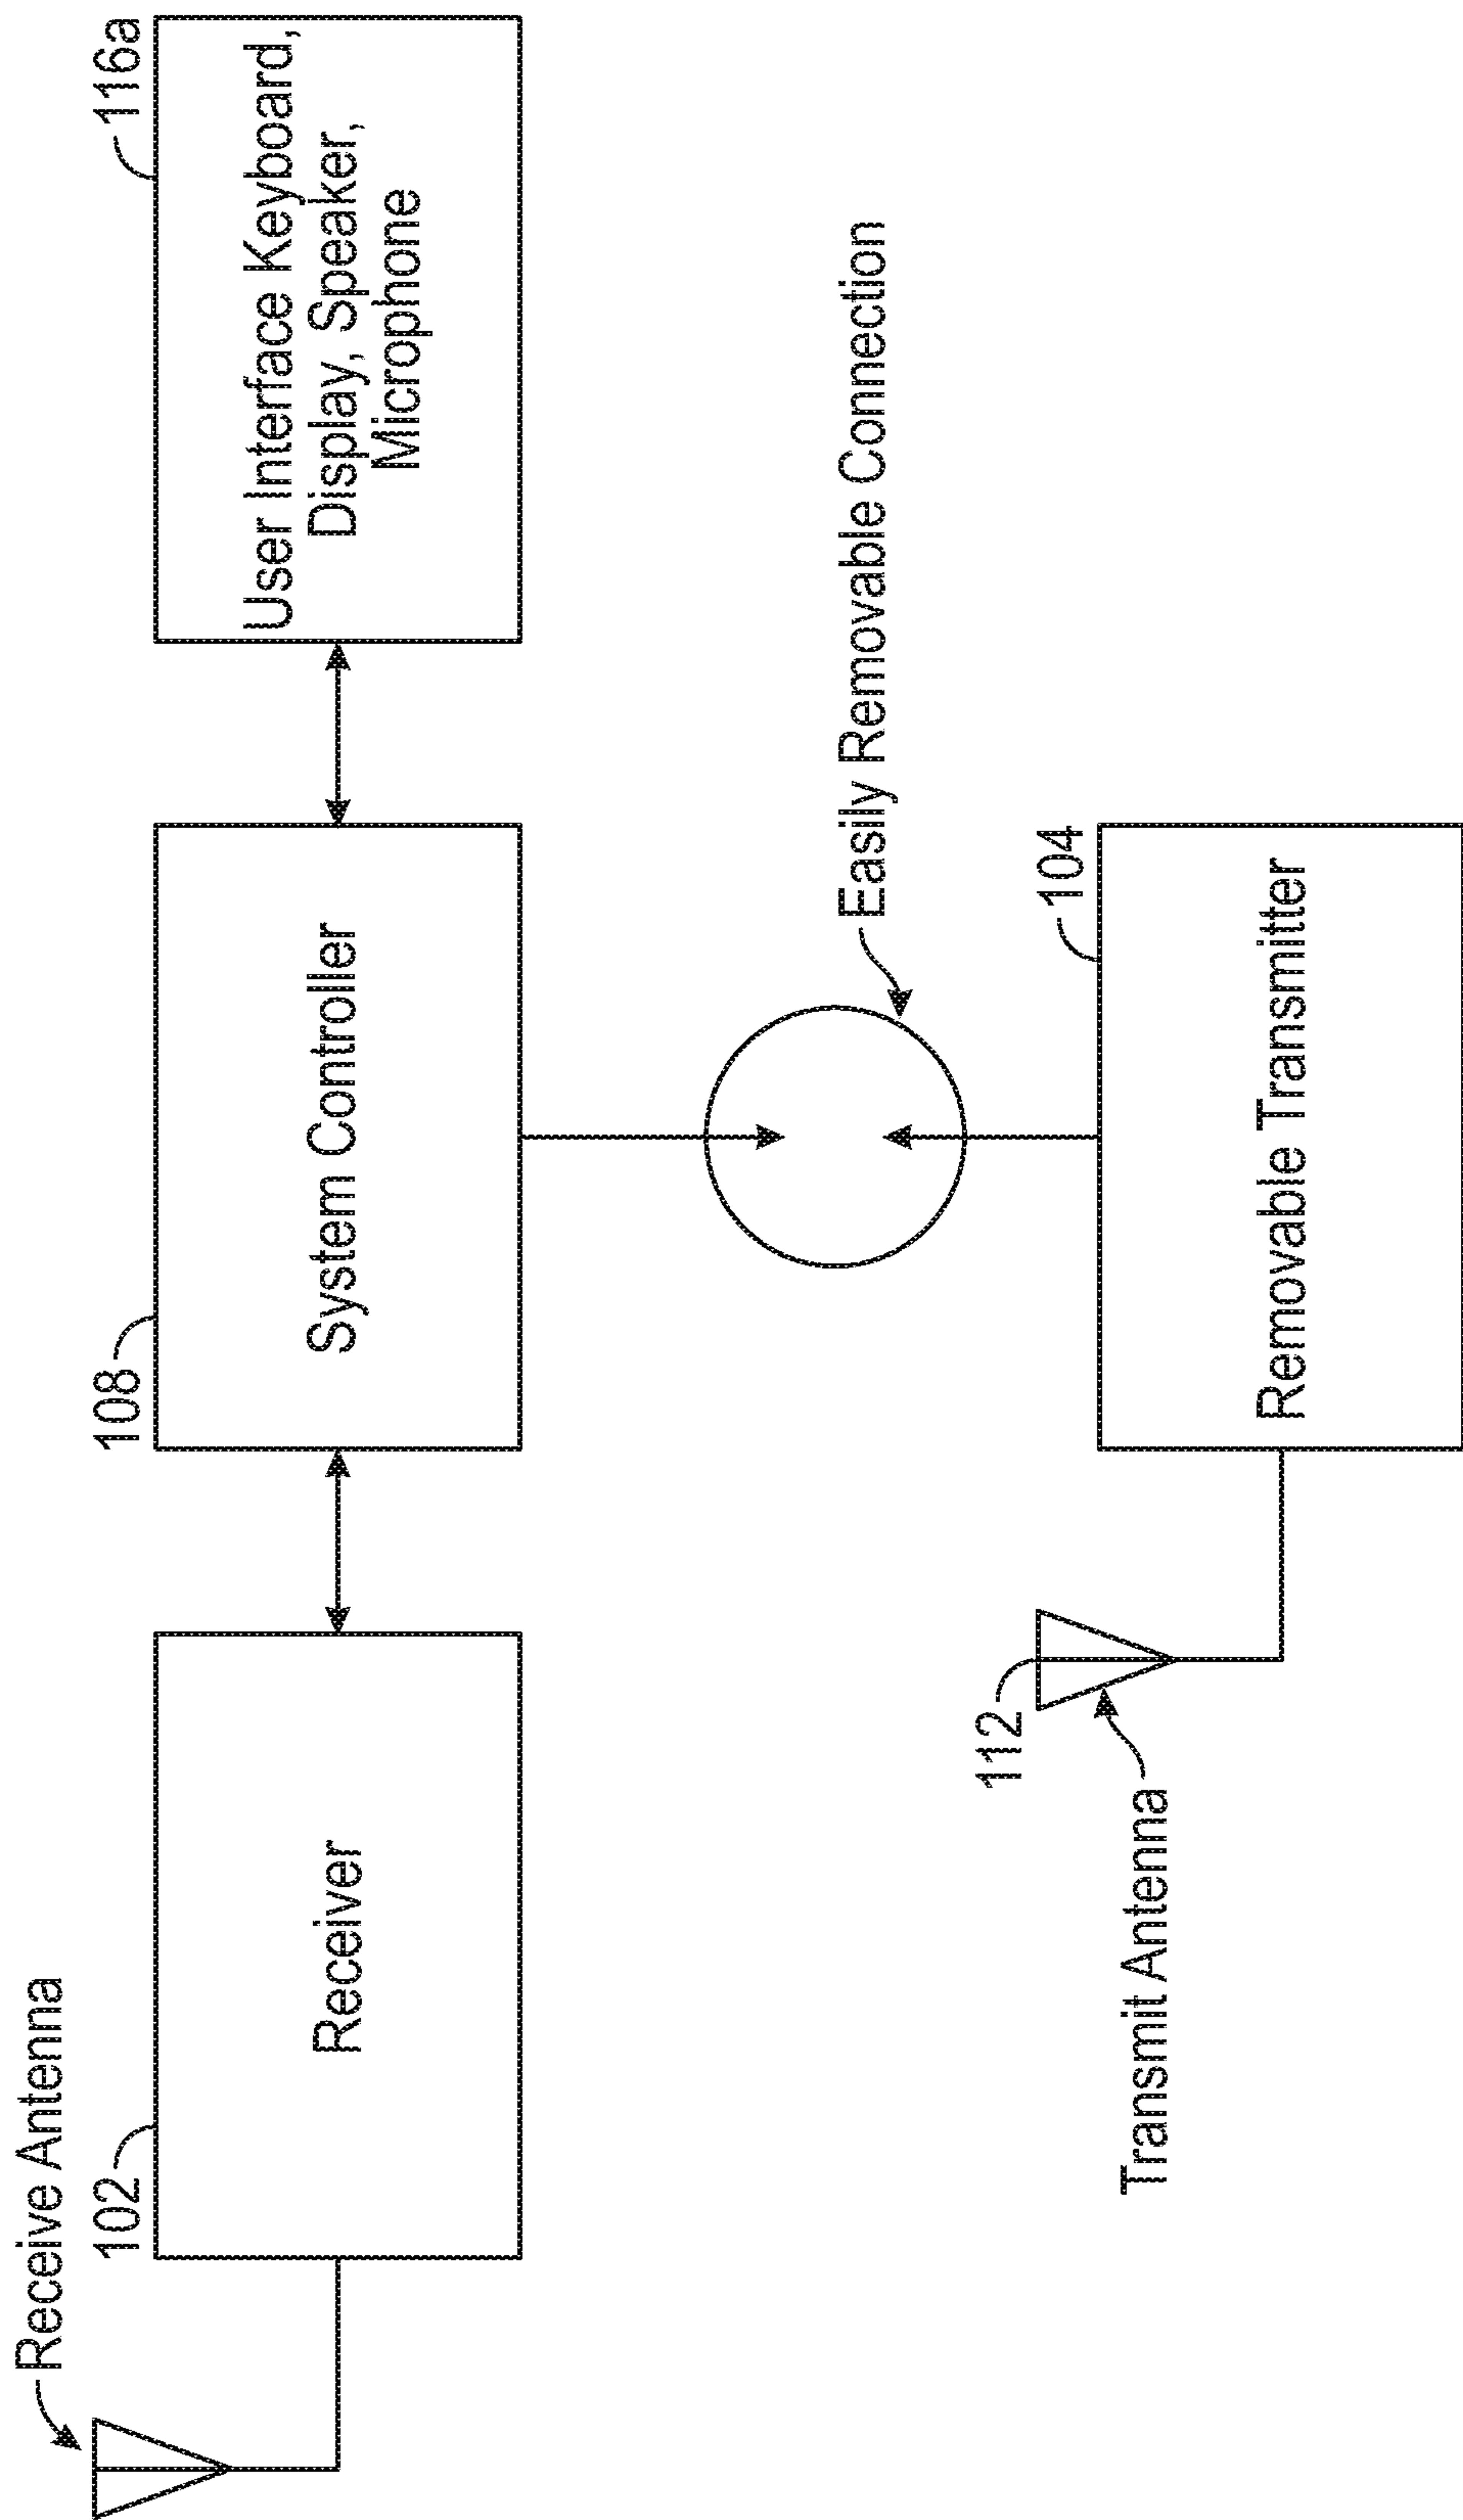 Receive Antenna
102
Receiver
108
System Controller
116a
User Interface Keyboard,
Display, Speaker,
Microphone
Easily Removable Connection
112
Transmit Antenna
104
Removable Transmitter